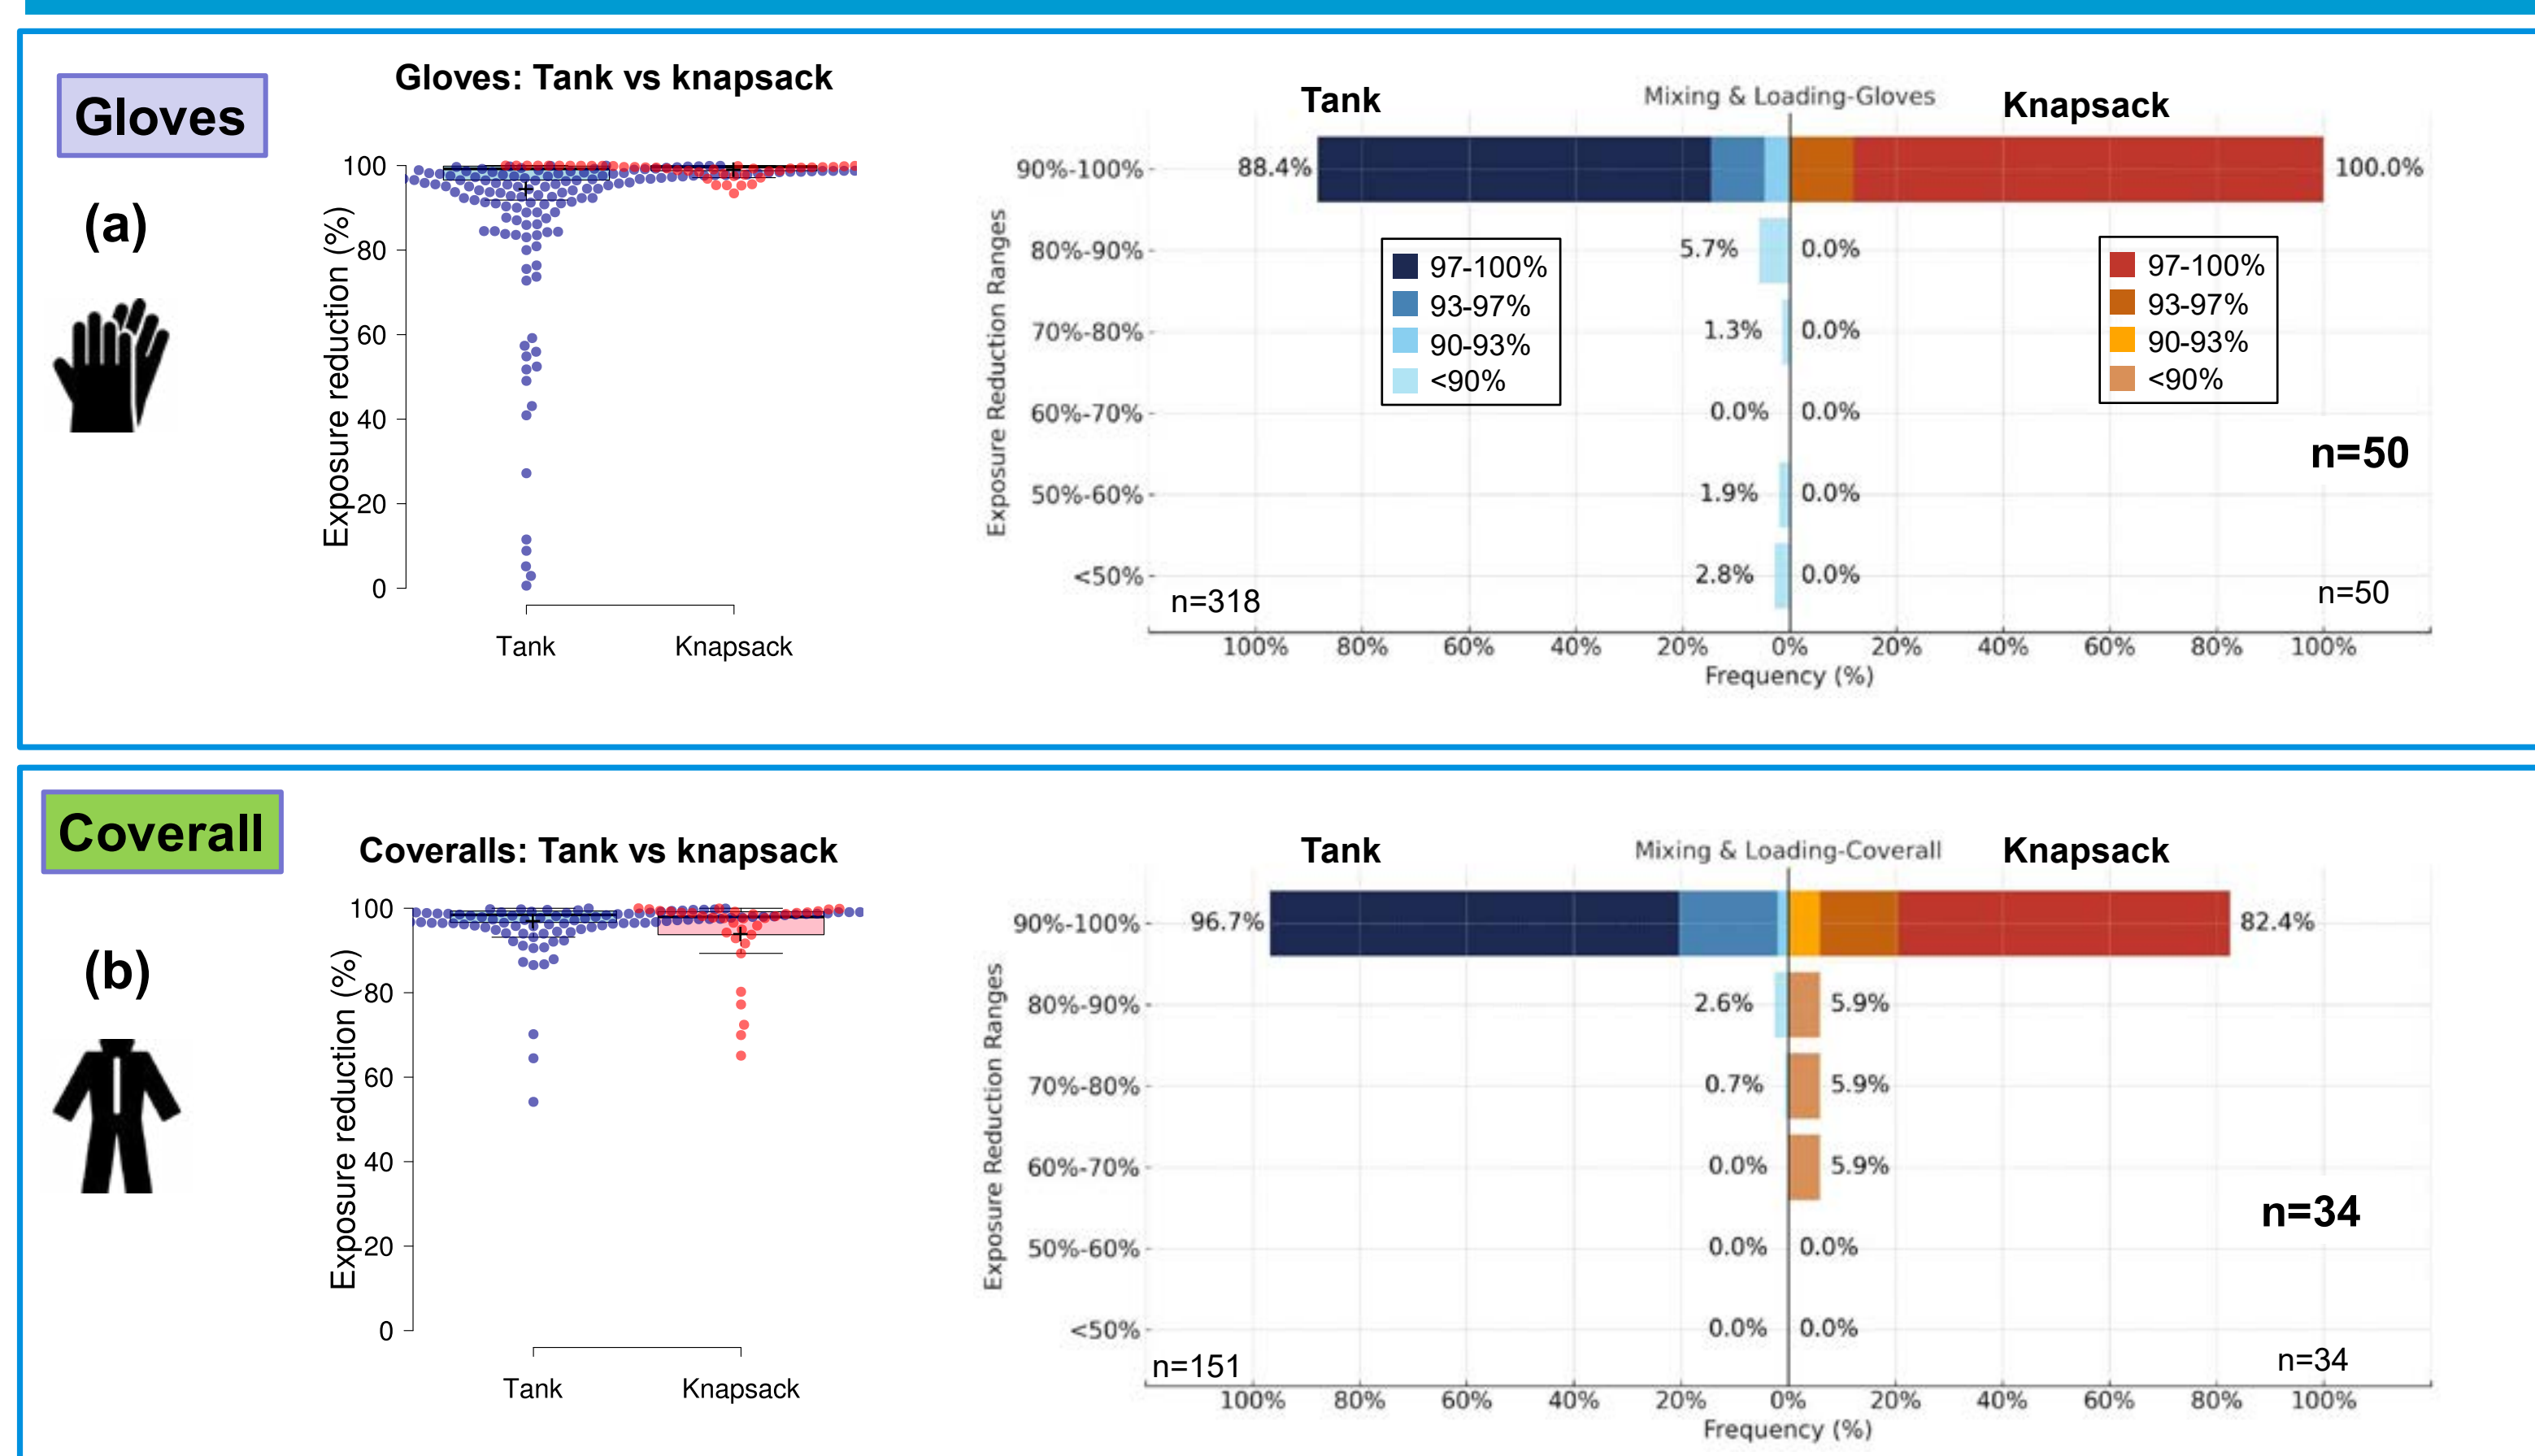 Gloves
(a)
Gloves: Tank vs knapsack
Exposure reduction (%)
100
80
60
40
20
0
Tank
Knapsack
Tank
Mixing & Loading-Gloves
Knapsack
Exposure Reduction Ranges
90%-100%
88.4%
100.0%
80%-90%
5.7%
0.0%
70%-80%
1.3%
0.0%
60%-70%
0.0%
0.0%
50%-60%
1.9%
0.0%
<50%
2.8%
0.0%
97-100%
93-97%
90-93%
<90%
97-100%
93-97%
90-93%
<90%
n=50
n=318
n=50
100%
80%
60%
40%
20%
0%
20%
40%
60%
80%
100%
Frequency (%)
Coverall
(b)
Coveralls: Tank vs knapsack
Exposure reduction (%)
100
80
60
40
20
0
Tank
Knapsack
Tank
Mixing & Loading-Coverall
Knapsack
Exposure Reduction Ranges
90%-100%
96.7%
82.4%
80%-90%
2.6%
5.9%
70%-80%
0.7%
5.9%
60%-70%
0.0%
5.9%
50%-60%
0.0%
0.0%
<50%
0.0%
0.0%
n=34
n=151
n=34
100%
80%
60%
40%
20%
0%
20%
40%
60%
80%
100%
Frequency (%)